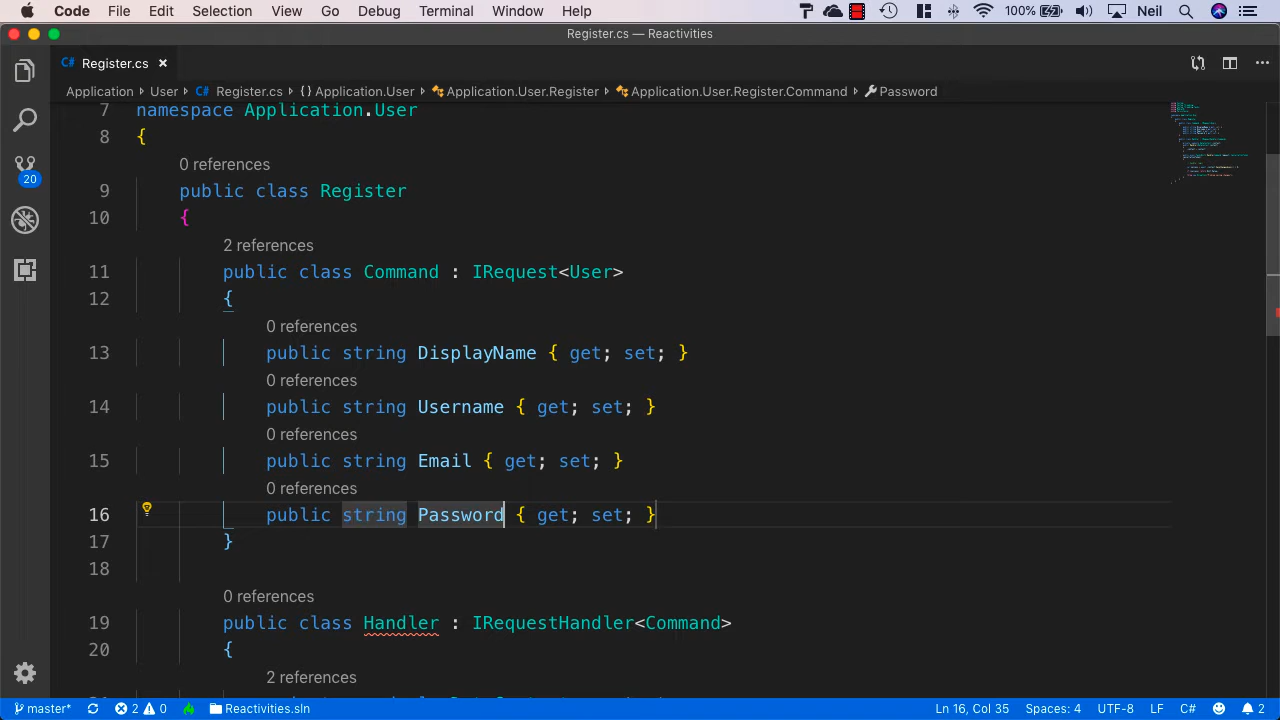 Code File Edit Selection View Go Debug Terminal Window Help 100% Neil
Register.cs — Reactivities
C# Register.cs
Application User C# Register.cs Application.User Application.User.Register Application.User.Register.Command Password
7 namespace Application.User
8 {
0 references
9 public class Register
10 {
2 references
11 public class Command : IRequest<User>
12 {
0 references
13 public string DisplayName { get; set; }
0 references
14 public string Username { get; set; }
0 references
15 public string Email { get; set; }
0 references
16 public string Password { get; set; }
17 }
18
0 references
19 public class Handler : IRequestHandler<Command>
20 {
2 references
20
master* 2 0 Reactivities.sln Ln 16, Col 35 Spaces: 4 UTF-8 LF C# 2